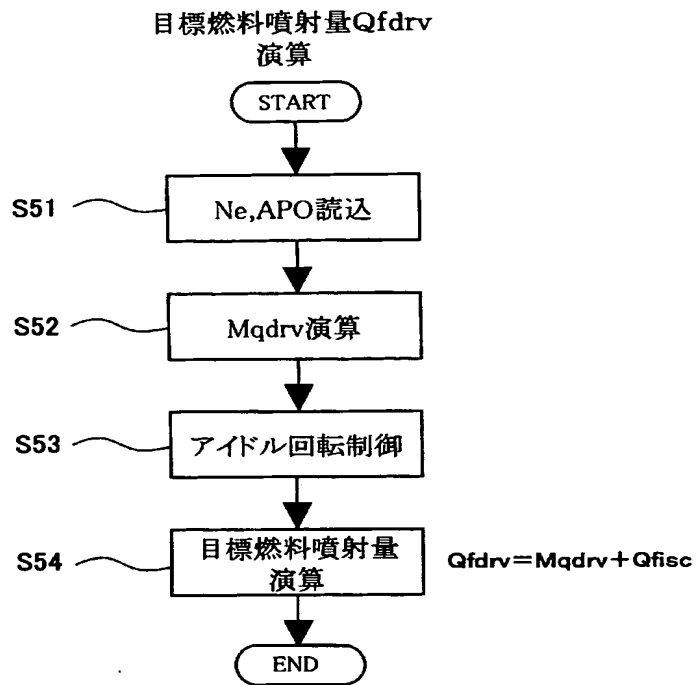 目標燃料噴射量Qfdrv
演算
START
S51
Ne,APO読込
S52
Mqdrv演算
S53
アイドル回転制御
S54
目標燃料噴射量
演算
Qfdrv=Mqdrv+Qfisc
END